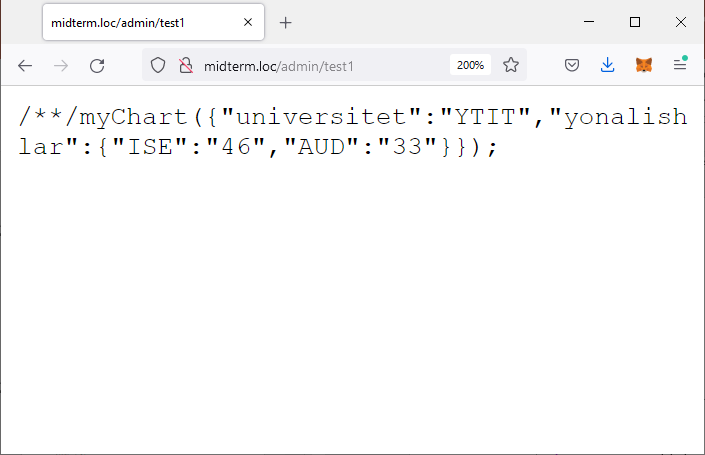 midterm.loc/admin/test1
midterm.loc/admin/test1 200%
/**/myChart({"universitet":"YTIT","yonalish
lar":{"ISE":"46","AUD":"33"}});